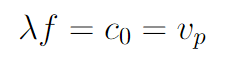 λf = c₀ = vₚ